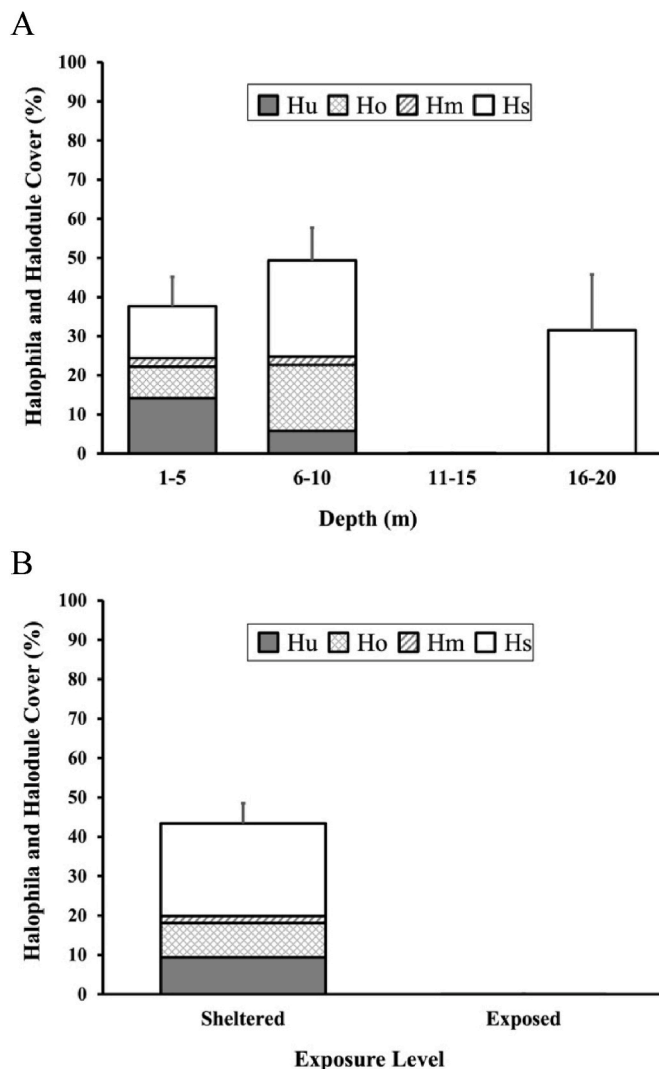 A
Halophila and Halodule Cover (%)
100
90
80
70
60
50
40
30
20
10
0
Hu Ho Hm Hs
1-5 6-10 11-15 16-20
Depth (m)
B
Halophila and Halodule Cover (%)
100
90
80
70
60
50
40
30
20
10
0
Hu Ho Hm Hs
Sheltered Exposed
Exposure Level